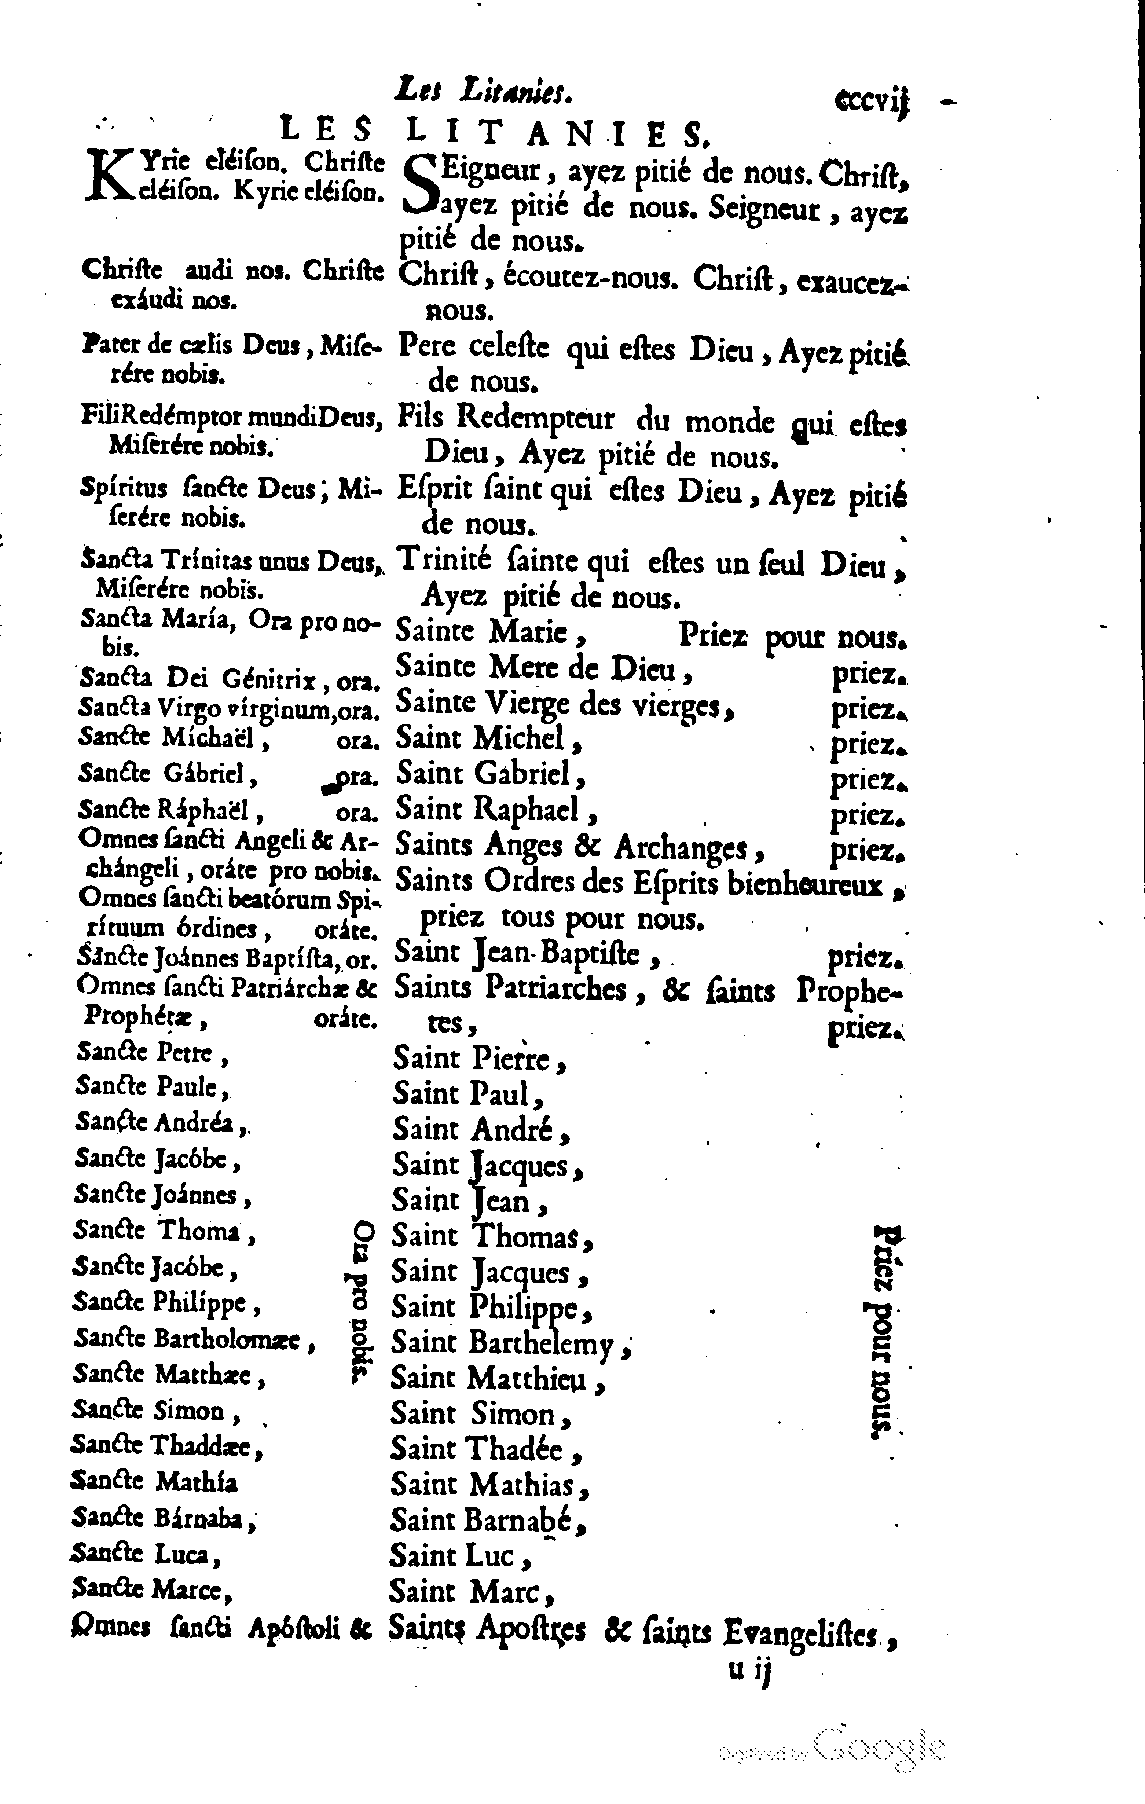 Les Litanies. cccvij
LES LITANIES.
KYrie eléiſon. Chriſte
eléiſon. Kyrie eléiſon.
Chriſte audi nos. Chriſte
exáudi nos.
Pater de cælis Deus, Miſe-
rére nobis.
Fili Redémptor mundi Deus,
Miſerére nobis.
Spíritus ſancte Deus; Mi-
ſerére nobis.
Sancta Trínitas unus Deus,
Miſerére nobis.
Sancta María, Ora pro no-
bis.
Sancta Dei Génitrix, ora.
Sancta Virgo vírginum, ora.
Sancte Míchaël, ora.
Sancte Gábriel, ora.
Sancte Ráphaël, ora.
Omnes ſancti Angeli & Ar-
chángeli, oráte pro nobis.
Omnes ſancti beatórum Spi-
rítuum órdines, oráte.
Sancte Joánnes Baptíſta, or.
Omnes ſancti Patriárchæ &
Prophétæ, oráte.
Sancte Petre,
Sancte Paule,
Sancte Andréa,
Sancte Jacóbe,
Sancte Joánnes,
Sancte Thoma,
Sancte Jacóbe,
Sancte Philíppe,
Sancte Bartholomæe,
Sancte Matthæe,
Sancte Simon,
Sancte Thaddæe,
Sancte Mathía
Sancte Bárnaba,
Sancte Luca,
Sancte Marce,
Ora pro nobis.
Omnes ſancti Apóſtoli &
SEigneur, ayez pitié de nous. Chriſt,
ayez pitié de nous. Seigneur, ayez
pitié de nous.
Chriſt, écoutez-nous. Chriſt, exaucez-
nous.
Pere celeſte qui eſtes Dieu, Ayez pitié
de nous.
Fils Redempteur du monde qui eſtes
Dieu, Ayez pitié de nous.
Eſprit ſaint qui eſtes Dieu, Ayez pitié
de nous.
Trinité ſainte qui eſtes un ſeul Dieu,
Ayez pitié de nous.
Sainte Marie, Priez pour nous.
Sainte Mere de Dieu, priez.
Sainte Vierge des vierges, priez.
Saint Michel, priez.
Saint Gabriel, priez.
Saint Raphael, priez.
Saints Anges & Archanges, priez.
Saints Ordres des Eſprits bienheureux,
priez tous pour nous.
Saint Jean-Baptiſte, priez.
Saints Patriarches, & ſaints Prophe-
tes, priez.
Saint Pierre,
Saint Paul,
Saint André,
Saint Jacques,
Saint Jean,
Saint Thomas,
Saint Jacques,
Saint Philippe,
Saint Barthelemy,
Saint Matthieu,
Saint Simon,
Saint Thadée,
Saint Mathias,
Saint Barnabé,
Saint Luc,
Saint Marc,
Priez pour nous.
Saints Apoſtres & ſaints Evangeliſtes,
u ij
Digitized by Google